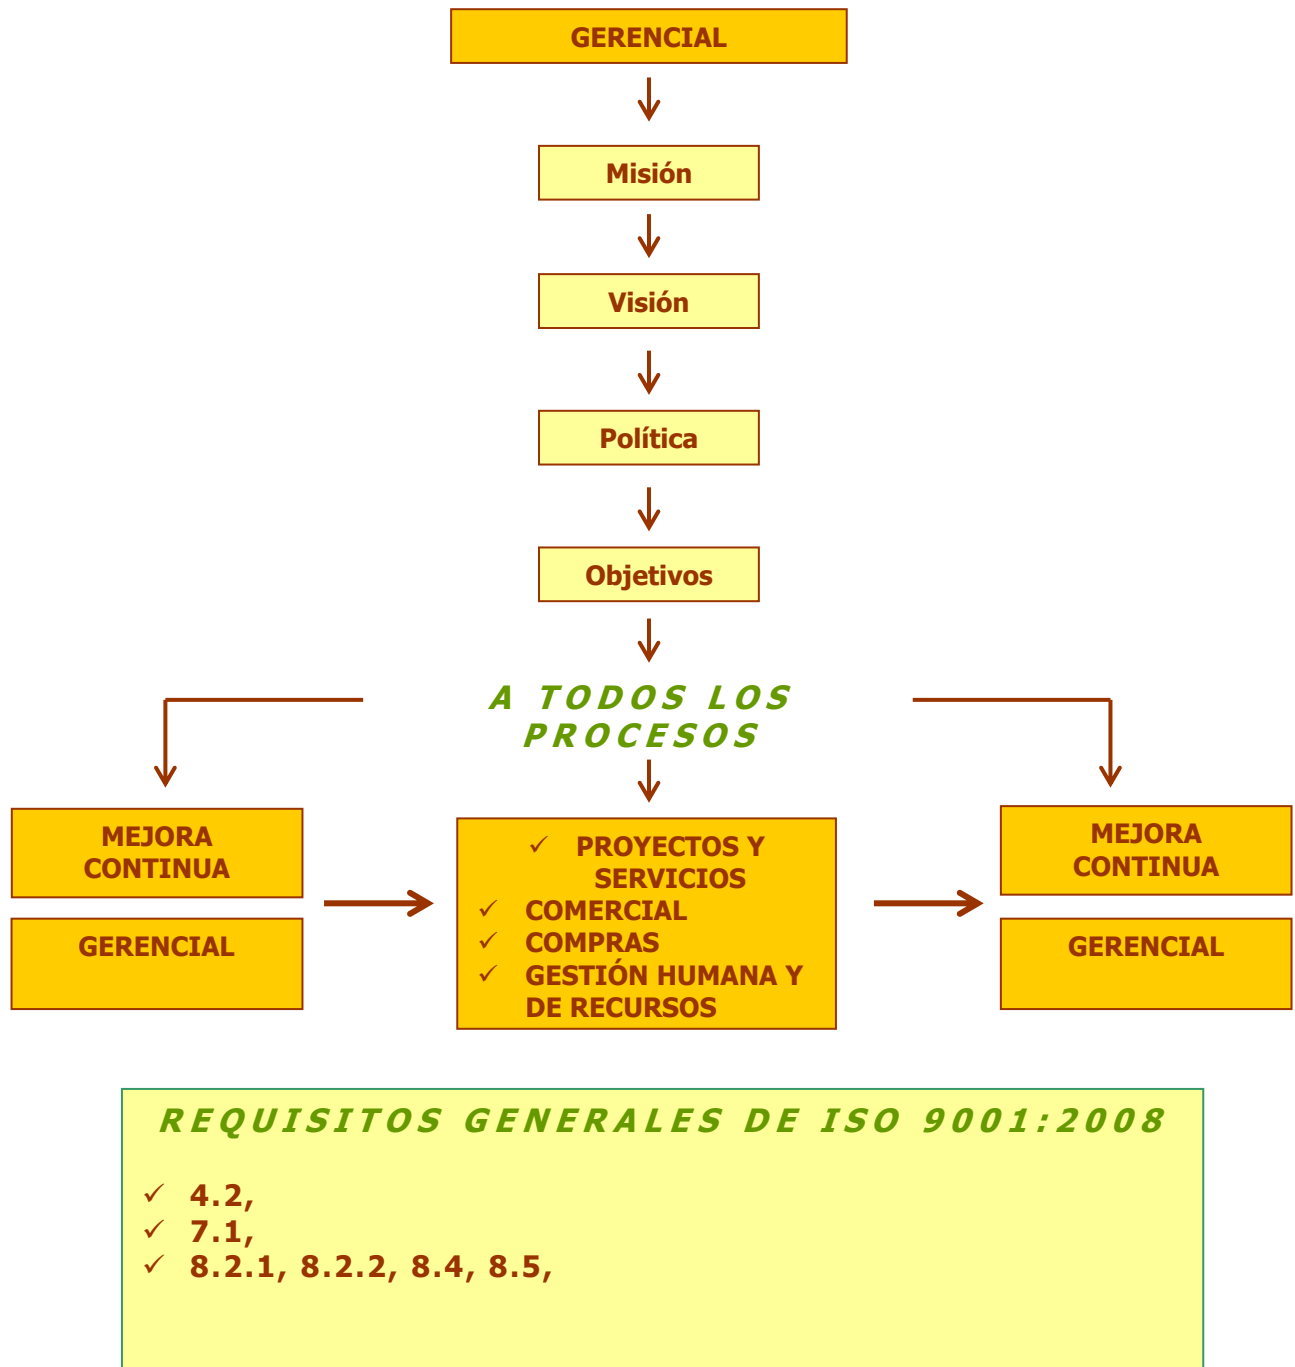 GERENCIAL
Misión
Visión
Política
Objetivos
A TODOS LOS
PROCESOS
MEJORA
CONTINUA
GERENCIAL
✓ PROYECTOS Y
SERVICIOS
✓ COMERCIAL
✓ COMPRAS
✓ GESTIÓN HUMANA Y
DE RECURSOS
MEJORA
CONTINUA
GERENCIAL
REQUISITOS GENERALES DE ISO 9001:2008
✓ 4.2,
✓ 7.1,
✓ 8.2.1, 8.2.2, 8.4, 8.5,